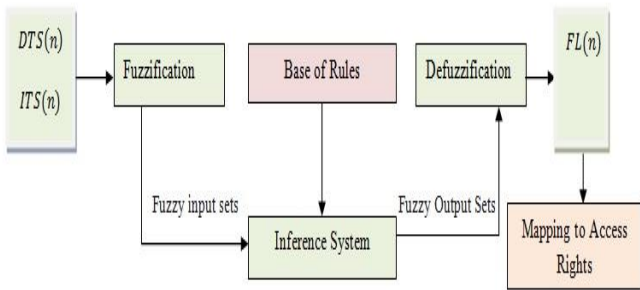 DTS(n)
ITS(n)
Fuzzification
Base of Rules
Defuzzification
FL(n)
Fuzzy input sets
Inference System
Fuzzy Output Sets
Mapping to Access
Rights